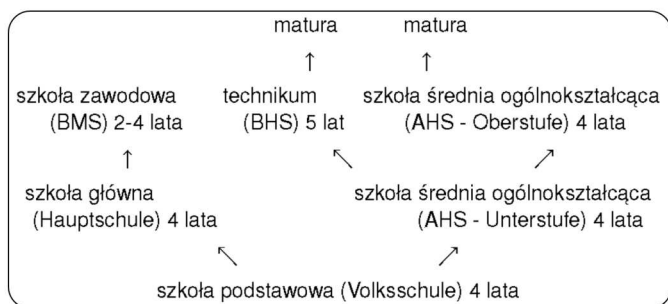 matura matura
↑ ↑
szkoła zawodowa technikum szkoła średnia ogólnokształcąca
(BMS) 2-4 lata (BHS) 5 lat (AHS - Oberstufe) 4 lata
↑ ↖ ↗
szkoła główna szkoła średnia ogólnokształcąca
(Hauptschule) 4 lata (AHS - Unterstufe) 4 lata
↖ ↗
szkoła podstawowa (Volksschule) 4 lata